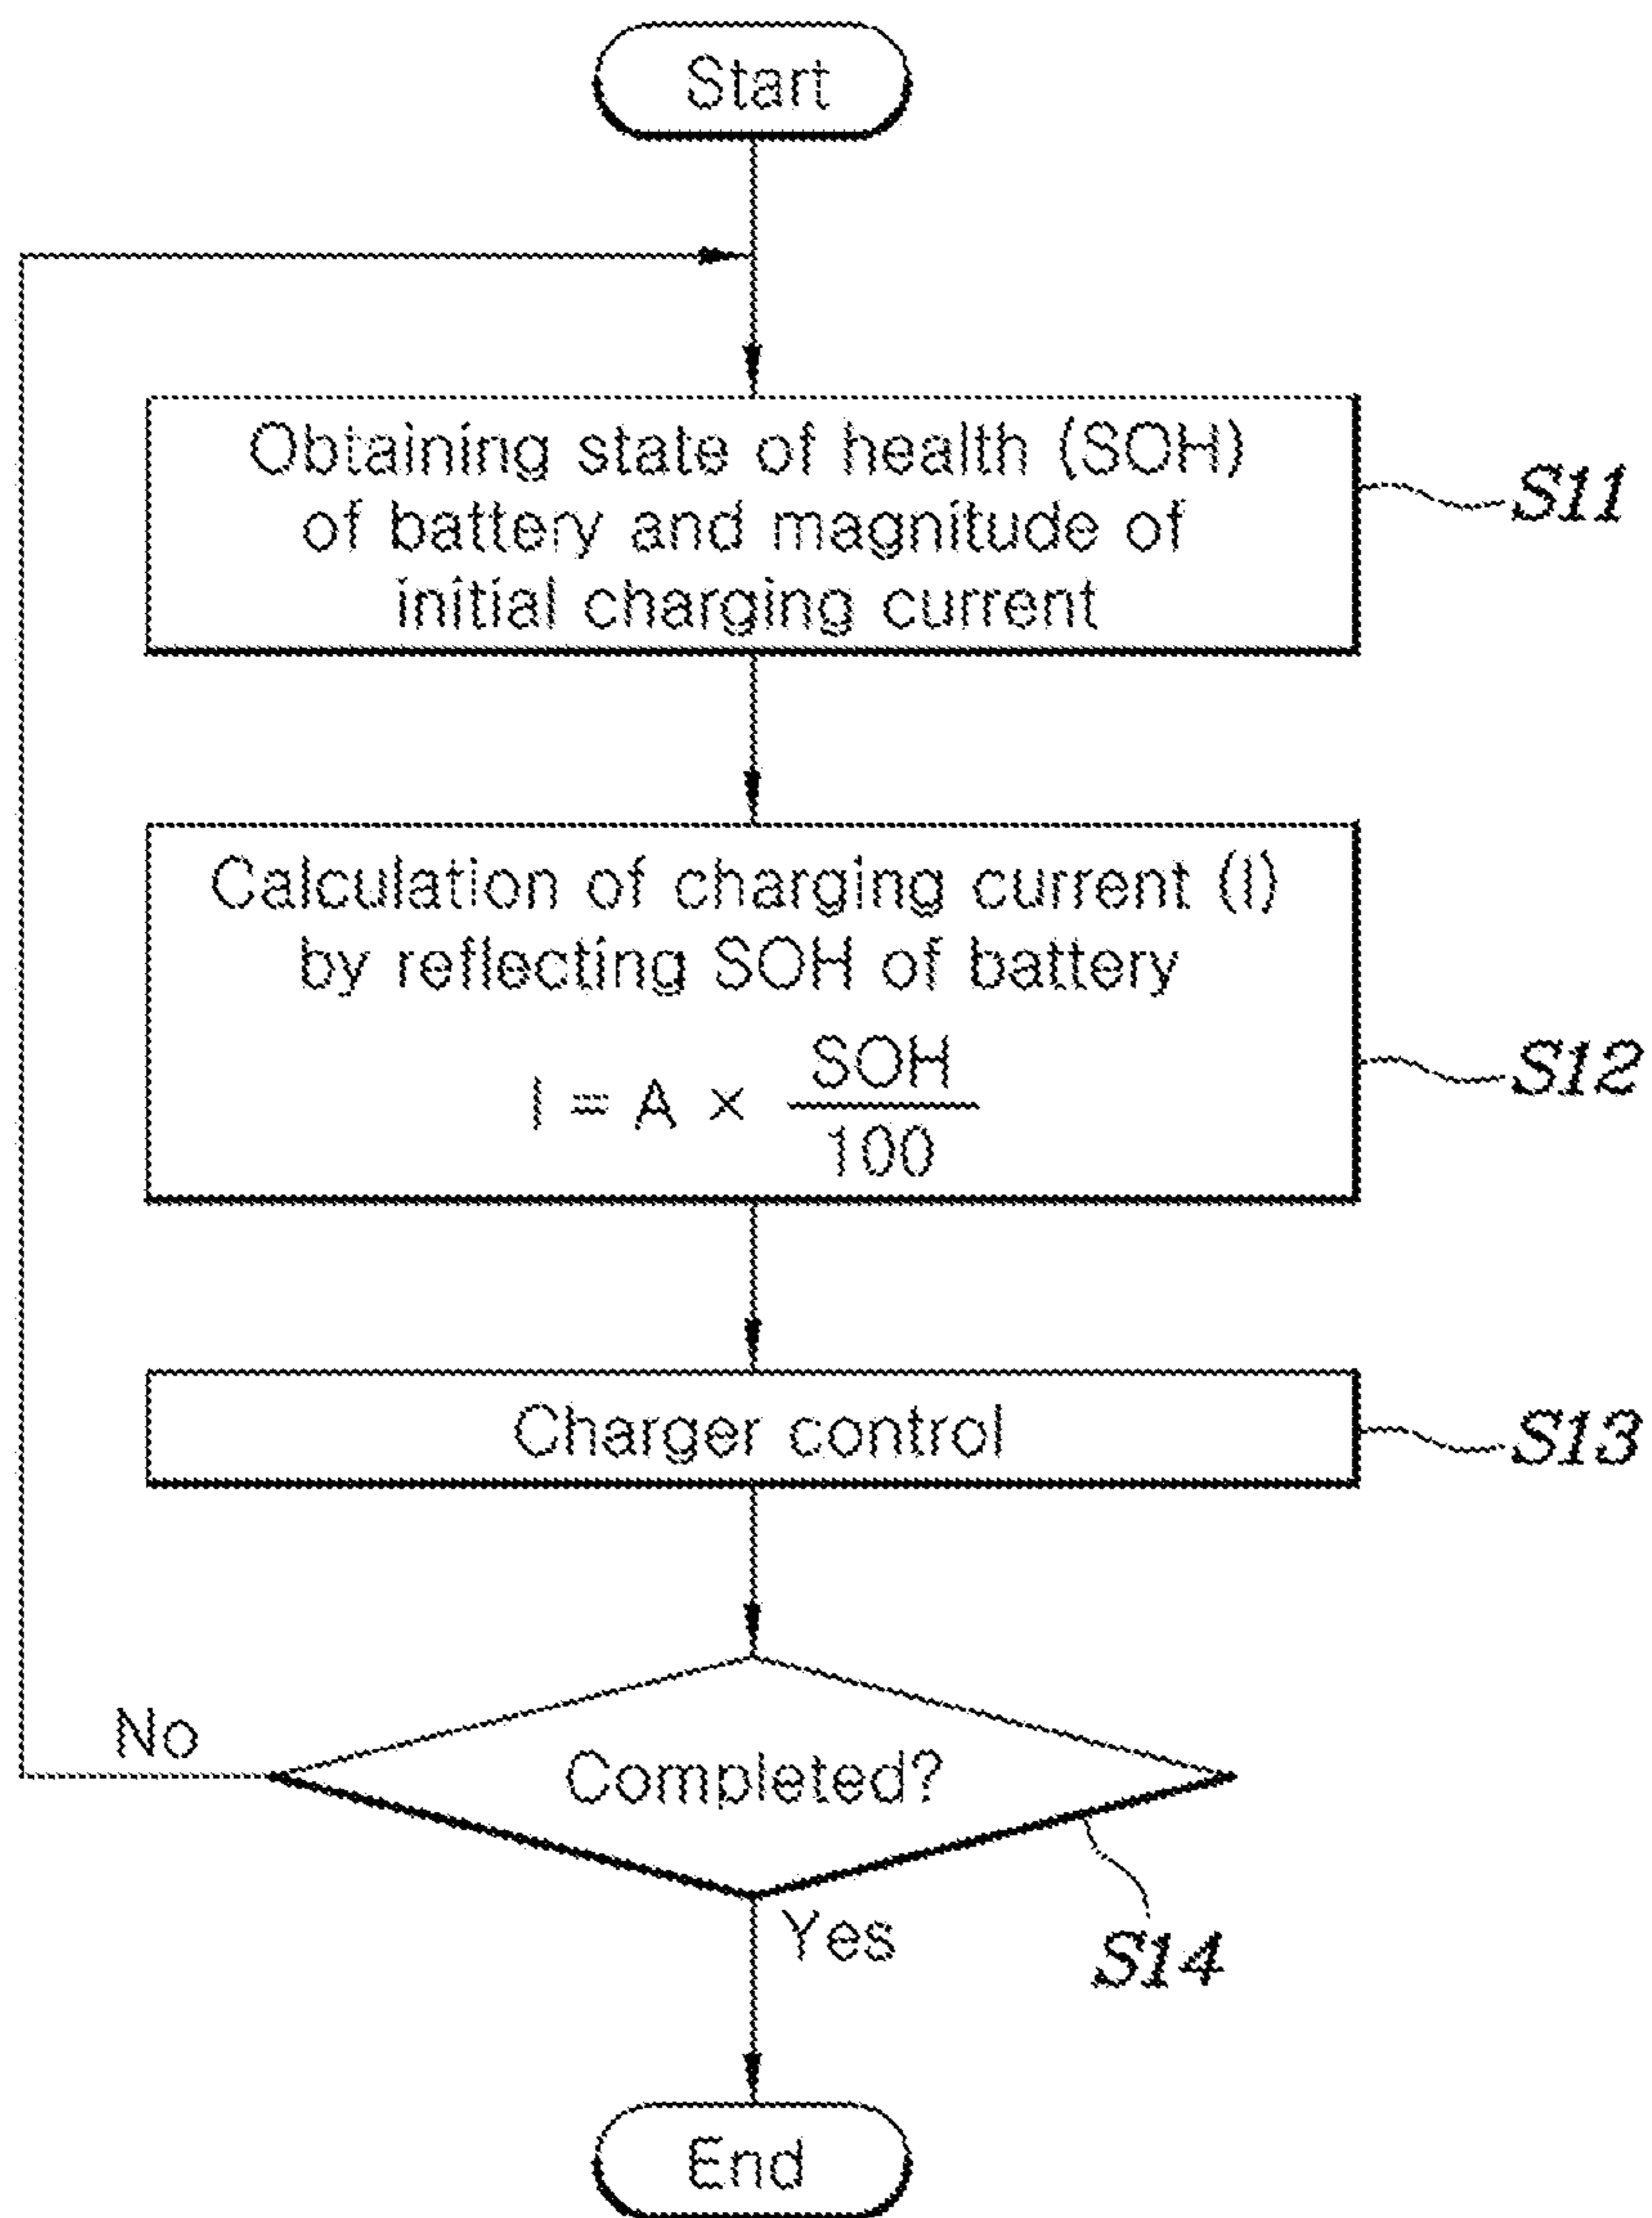 Start
Obtaining state of health (SOH)
of battery and magnitude of
initial charging current
S11
Calculation of charging current (I)
by reflecting SOH of battery
I = A × SOH/100
S12
Charger control
S13
No
Completed?
Yes
S14
End